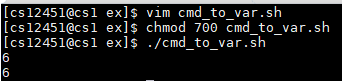 [cs12451@cs1 ex]$ vim cmd_to_var.sh
[cs12451@cs1 ex]$ chmod 700 cmd_to_var.sh
[cs12451@cs1 ex]$ ./cmd_to_var.sh
6
6